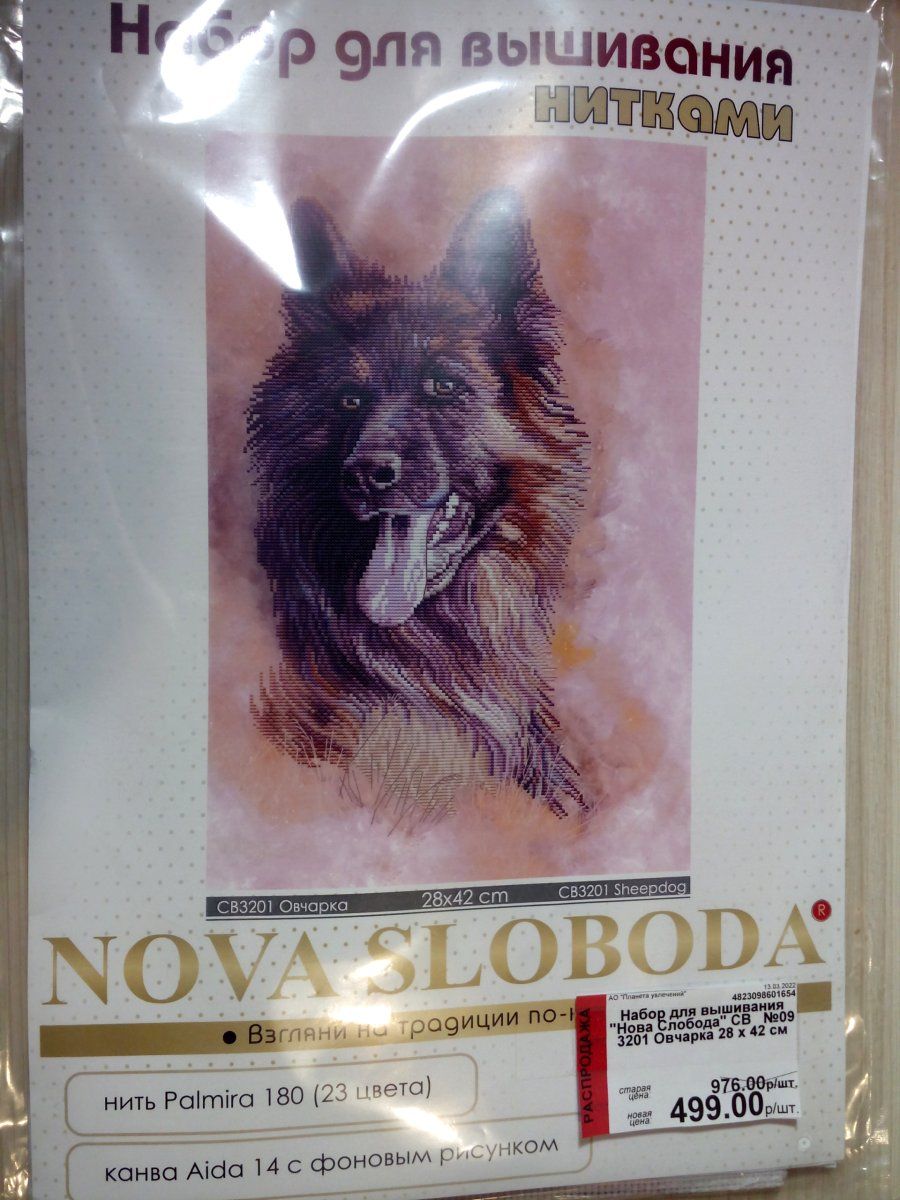 Набор для вышивания
нитками
СВ3201 Овчарка
28x42 cm
CB3201 Sheepdog
NOVA SLOBODA
R
• Взгляни на традиции по-
РАСПРОДАЖА
АО "Планета увлечений"
13.03.2022
4823098601654
Набор для вышивания
"Нова Слобода" СВ №09
3201 Овчарка 28 х 42 см
старая
цена:
976.00р/шт.
новая
цена:
499.00р/шт.
нить Palmira 180 (23 цвета)
канва Aida 14 с фоновым рисунком